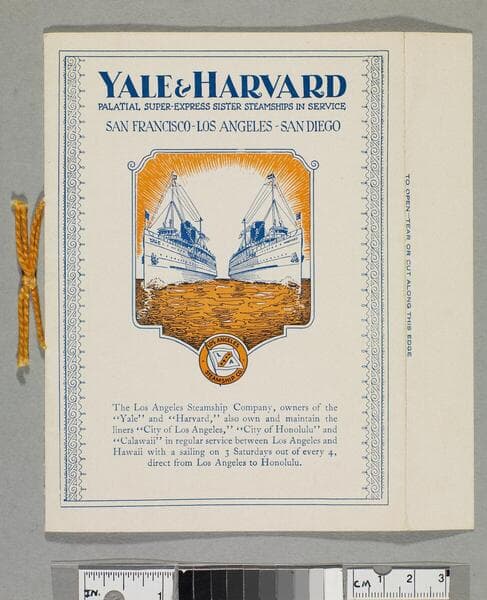 YALE & HARVARD
PALATIAL SUPER-EXPRESS SISTER STEAMSHIPS IN SERVICE
SAN FRANCISCO-LOS ANGELES-SAN DIEGO
LOS ANGELES
STEAMSHIP CO.
The Los Angeles Steamship Company, owners of the
"Yale" and "Harvard," also own and maintain the
liners "City of Los Angeles," "City of Honolulu" and
"Calawaii" in regular service between Los Angeles and
Hawaii with a sailing on 3 Saturdays out of every 4,
direct from Los Angeles to Honolulu.
TO OPEN—TEAR OR CUT ALONG THIS EDGE
IN. 1
CM 1 2 3